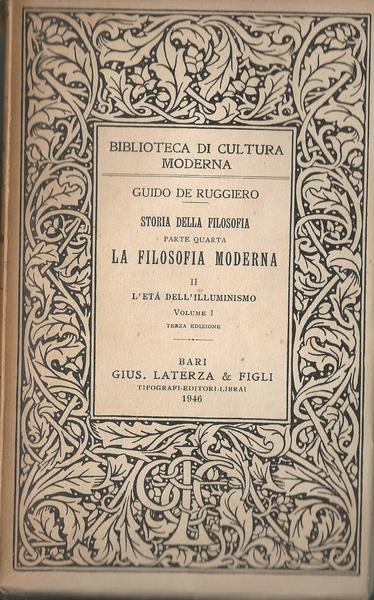 BIBLIOTECA DI CULTURA
MODERNA
GUIDO DE RUGGIERO
STORIA DELLA FILOSOFIA
PARTE QUARTA
LA FILOSOFIA MODERNA
II
L'ETÁ DELL'ILLUMINISMO
VOLUME I
TERZA EDIZIONE
BARI
GIUS. LATERZA & FIGLI
TIPOGRAFI-EDITORI-LIBRAI
1946